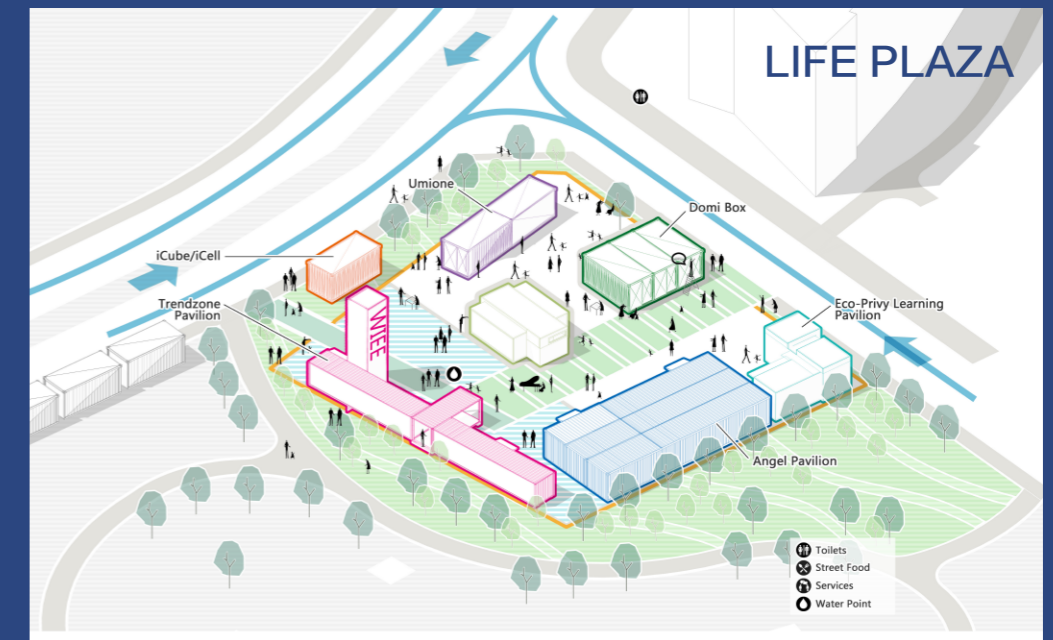 LIFE PLAZA
Umione
Domi Box
iCube/iCell
Trendzone
Pavilion
NTFE
Eco-Privy Learning
Pavilion
Angel Pavilion
Toilets
Street Food
Services
Water Point